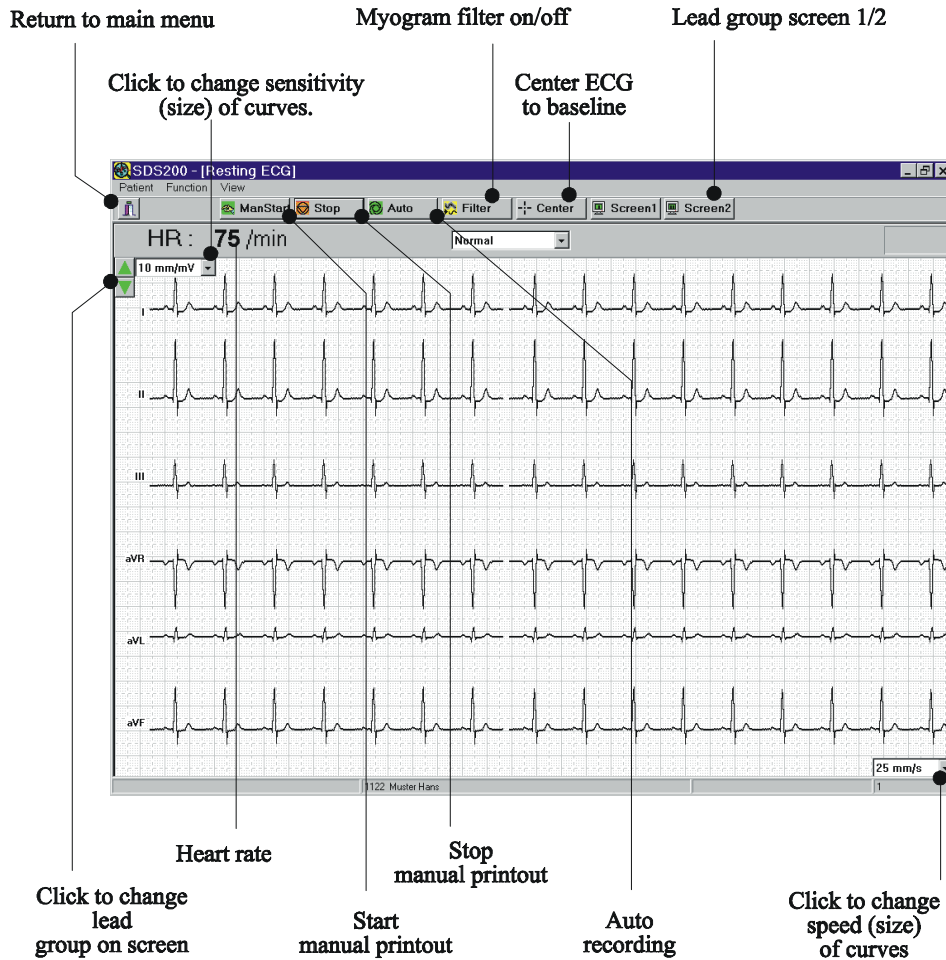 Return to main menu
Myogram filter on/off
Lead group screen 1/2
Click to change sensitivity
(size) of curves.
Center ECG
to baseline
SDS200 - [Resting ECG]
Patient Function View
ManStart Stop Auto Filter Center Screen1 Screen2
HR : 75 /min
Normal
10 mm/mV
I
II
III
aVR
aVL
aVF
25 mm/s
1122 Muster Hans
1
Heart rate
Stop
manual printout
Click to change
lead
group on screen
Start
manual printout
Auto
recording
Click to change
speed (size)
of curves